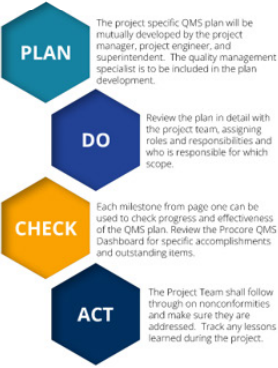 PLAN
The project specific QMS plan will be
mutually developed by the project
manager, project engineer, and
superintendent. The quality management
specialist is to be included in the plan
development.
DO
Review the plan in detail with
the project team, assigning
roles and responsibilities and
who is responsible for which
scope.
CHECK
Each milestone from page one can be
used to check progress and effectiveness
of the QMS plan. Review the Procore QMS
Dashboard for specific accomplishments
and outstanding items.
ACT
The Project Team shall follow
through on nonconformities
and make sure they are
addressed. Track any lessons
learned during the project.